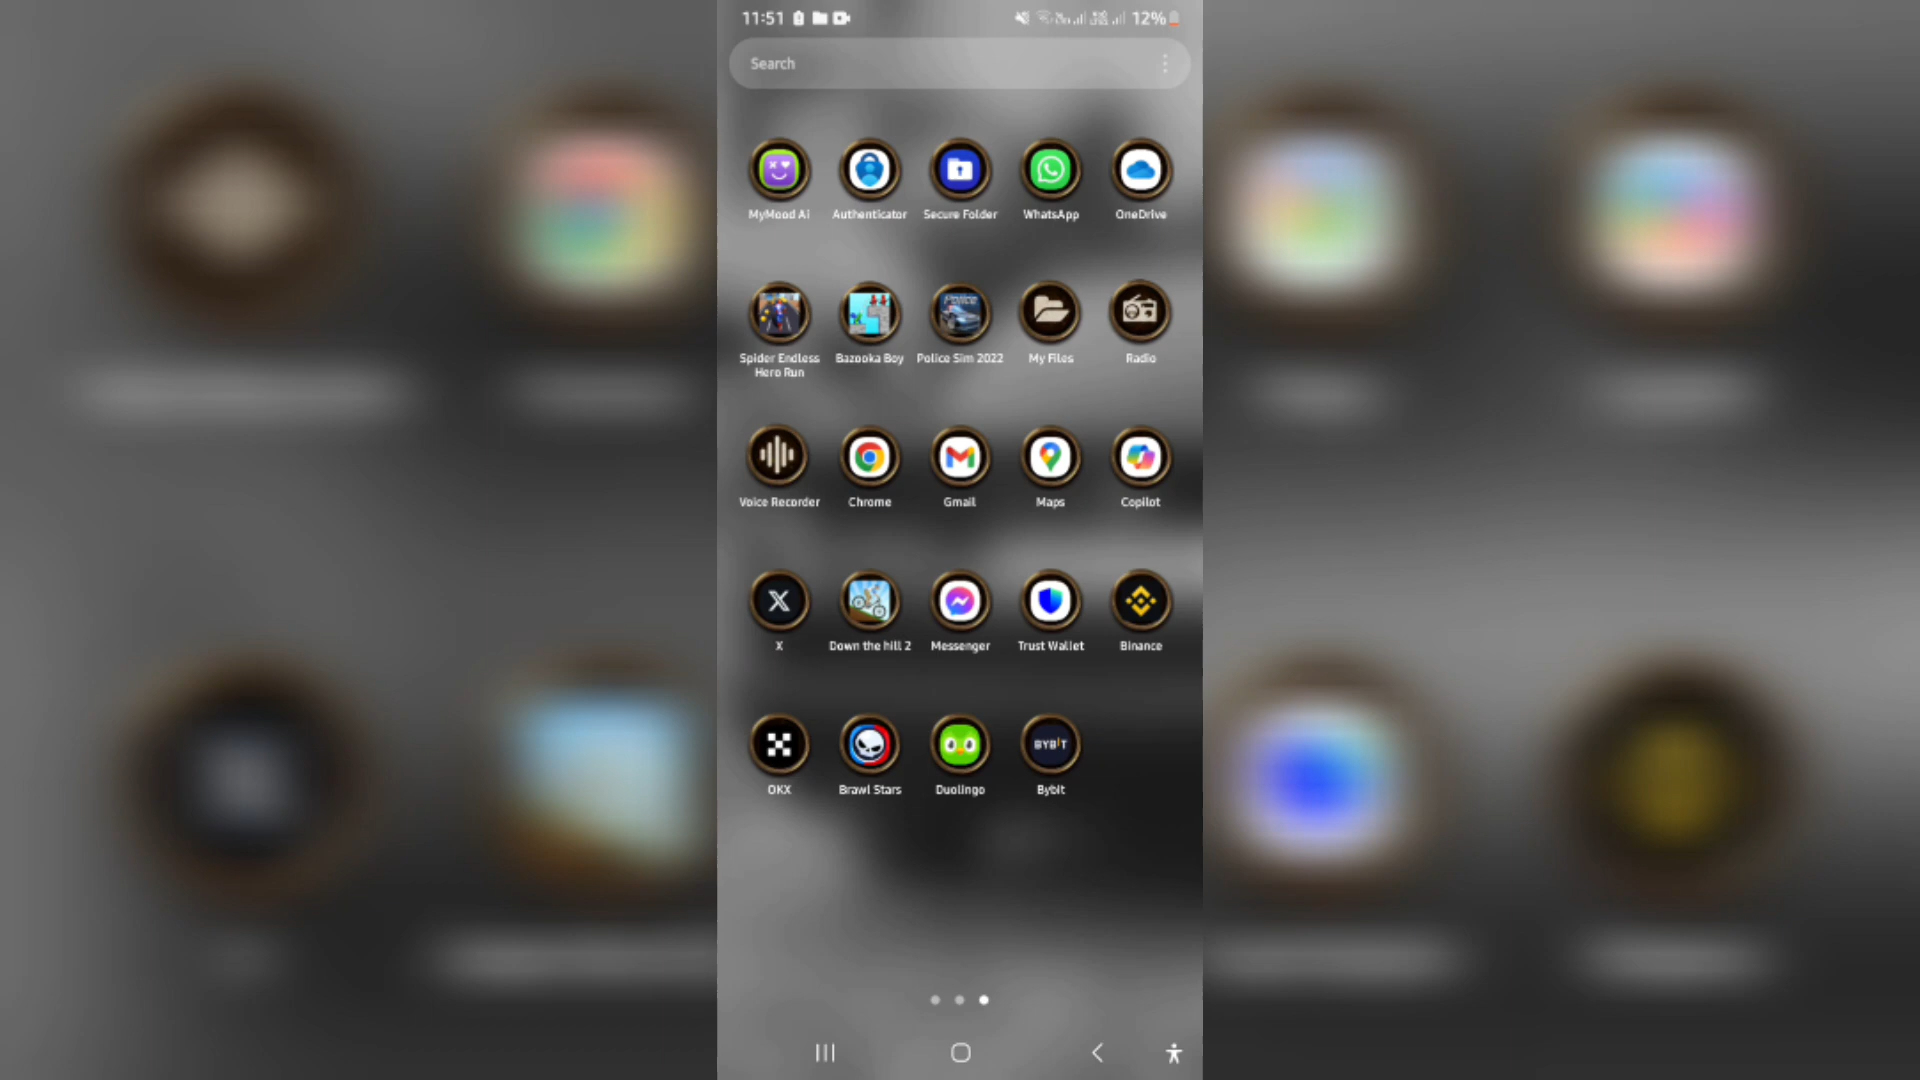 11:51 12%
Search
MyMood AI Authenticator Secure Folder WhatsApp OneDrive
Spider Endless Bazooka Boy Police Sim 2022 My Files Radio
Hero Run
Voice Recorder Chrome Gmail Maps Copilot
X Down the hill 2 Messenger Trust Wallet Binance
BYBIT
OKX Brawl Stars Duolingo Bybit